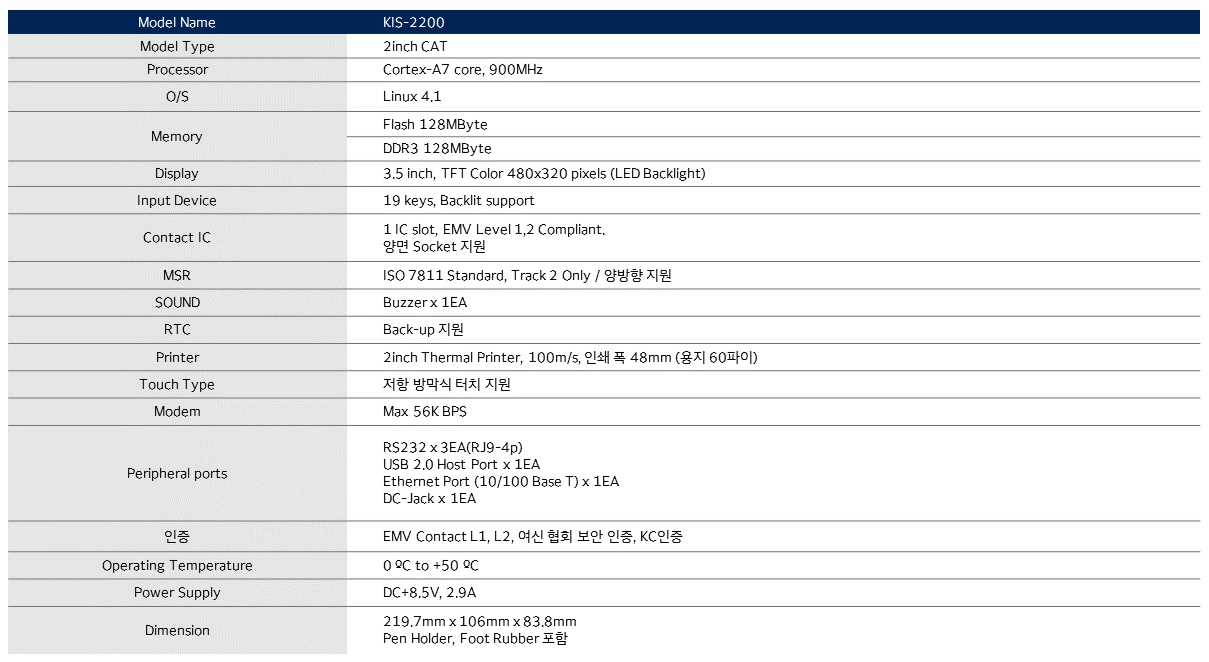 Model Name KIS-2200
Model Type 2inch CAT
Processor Cortex-A7 core, 900MHz
O/S Linux 4.1
Memory Flash 128MByte
DDR3 128MByte
Display 3.5 inch, TFT Color 480x320 pixels (LED Backlight)
Input Device 19 keys, Backlit support
Contact IC 1 IC slot, EMV Level 1,2 Compliant.
양면 Socket 지원
MSR ISO 7811 Standard, Track 2 Only / 양방향 지원
SOUND Buzzer x 1EA
RTC Back-up 지원
Printer 2inch Thermal Printer, 100m/s, 인쇄 폭 48mm (용지 60파이)
Touch Type 저항 방막식 터치 지원
Modem Max 56K BPS
Peripheral ports RS232 x 3EA(RJ9-4p)
USB 2.0 Host Port x 1EA
Ethernet Port (10/100 Base T) x 1EA
DC-Jack x 1EA
인증 EMV Contact L1, L2, 여신 협회 보안 인증, KC인증
Operating Temperature 0 ºC to +50 ºC
Power Supply DC+8.5V, 2.9A
Dimension 219.7mm x 106mm x 83.8mm
Pen Holder, Foot Rubber 포함